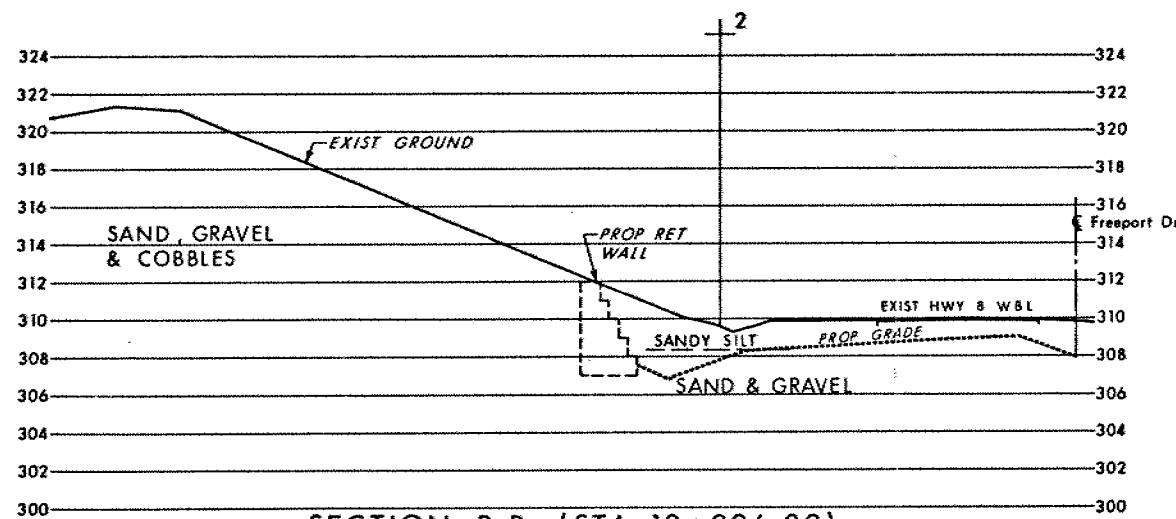 2
324 324
322 322
320 320
EXIST GROUND
318 318
316 316
℄ Freeport Dr
SAND, GRAVEL
& COBBLES
PROP RET
WALL
314 314
312 312
EXIST HWY 8 WBL
310 310
SANDY SILT
PROP GRADE
308 308
SAND & GRAVEL
306 306
304 304
302 302
300 300